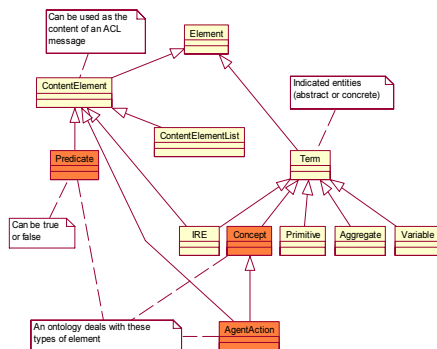 Can be used as the
content of an ACL
message
Element
ContentElement
Indicated entities
(abstract or concrete)
ContentElementList
Predicate
Term
Can be true
or false
IRE
Concept
Primitive
Aggregate
Variable
An ontology deals with these
types of element
AgentAction